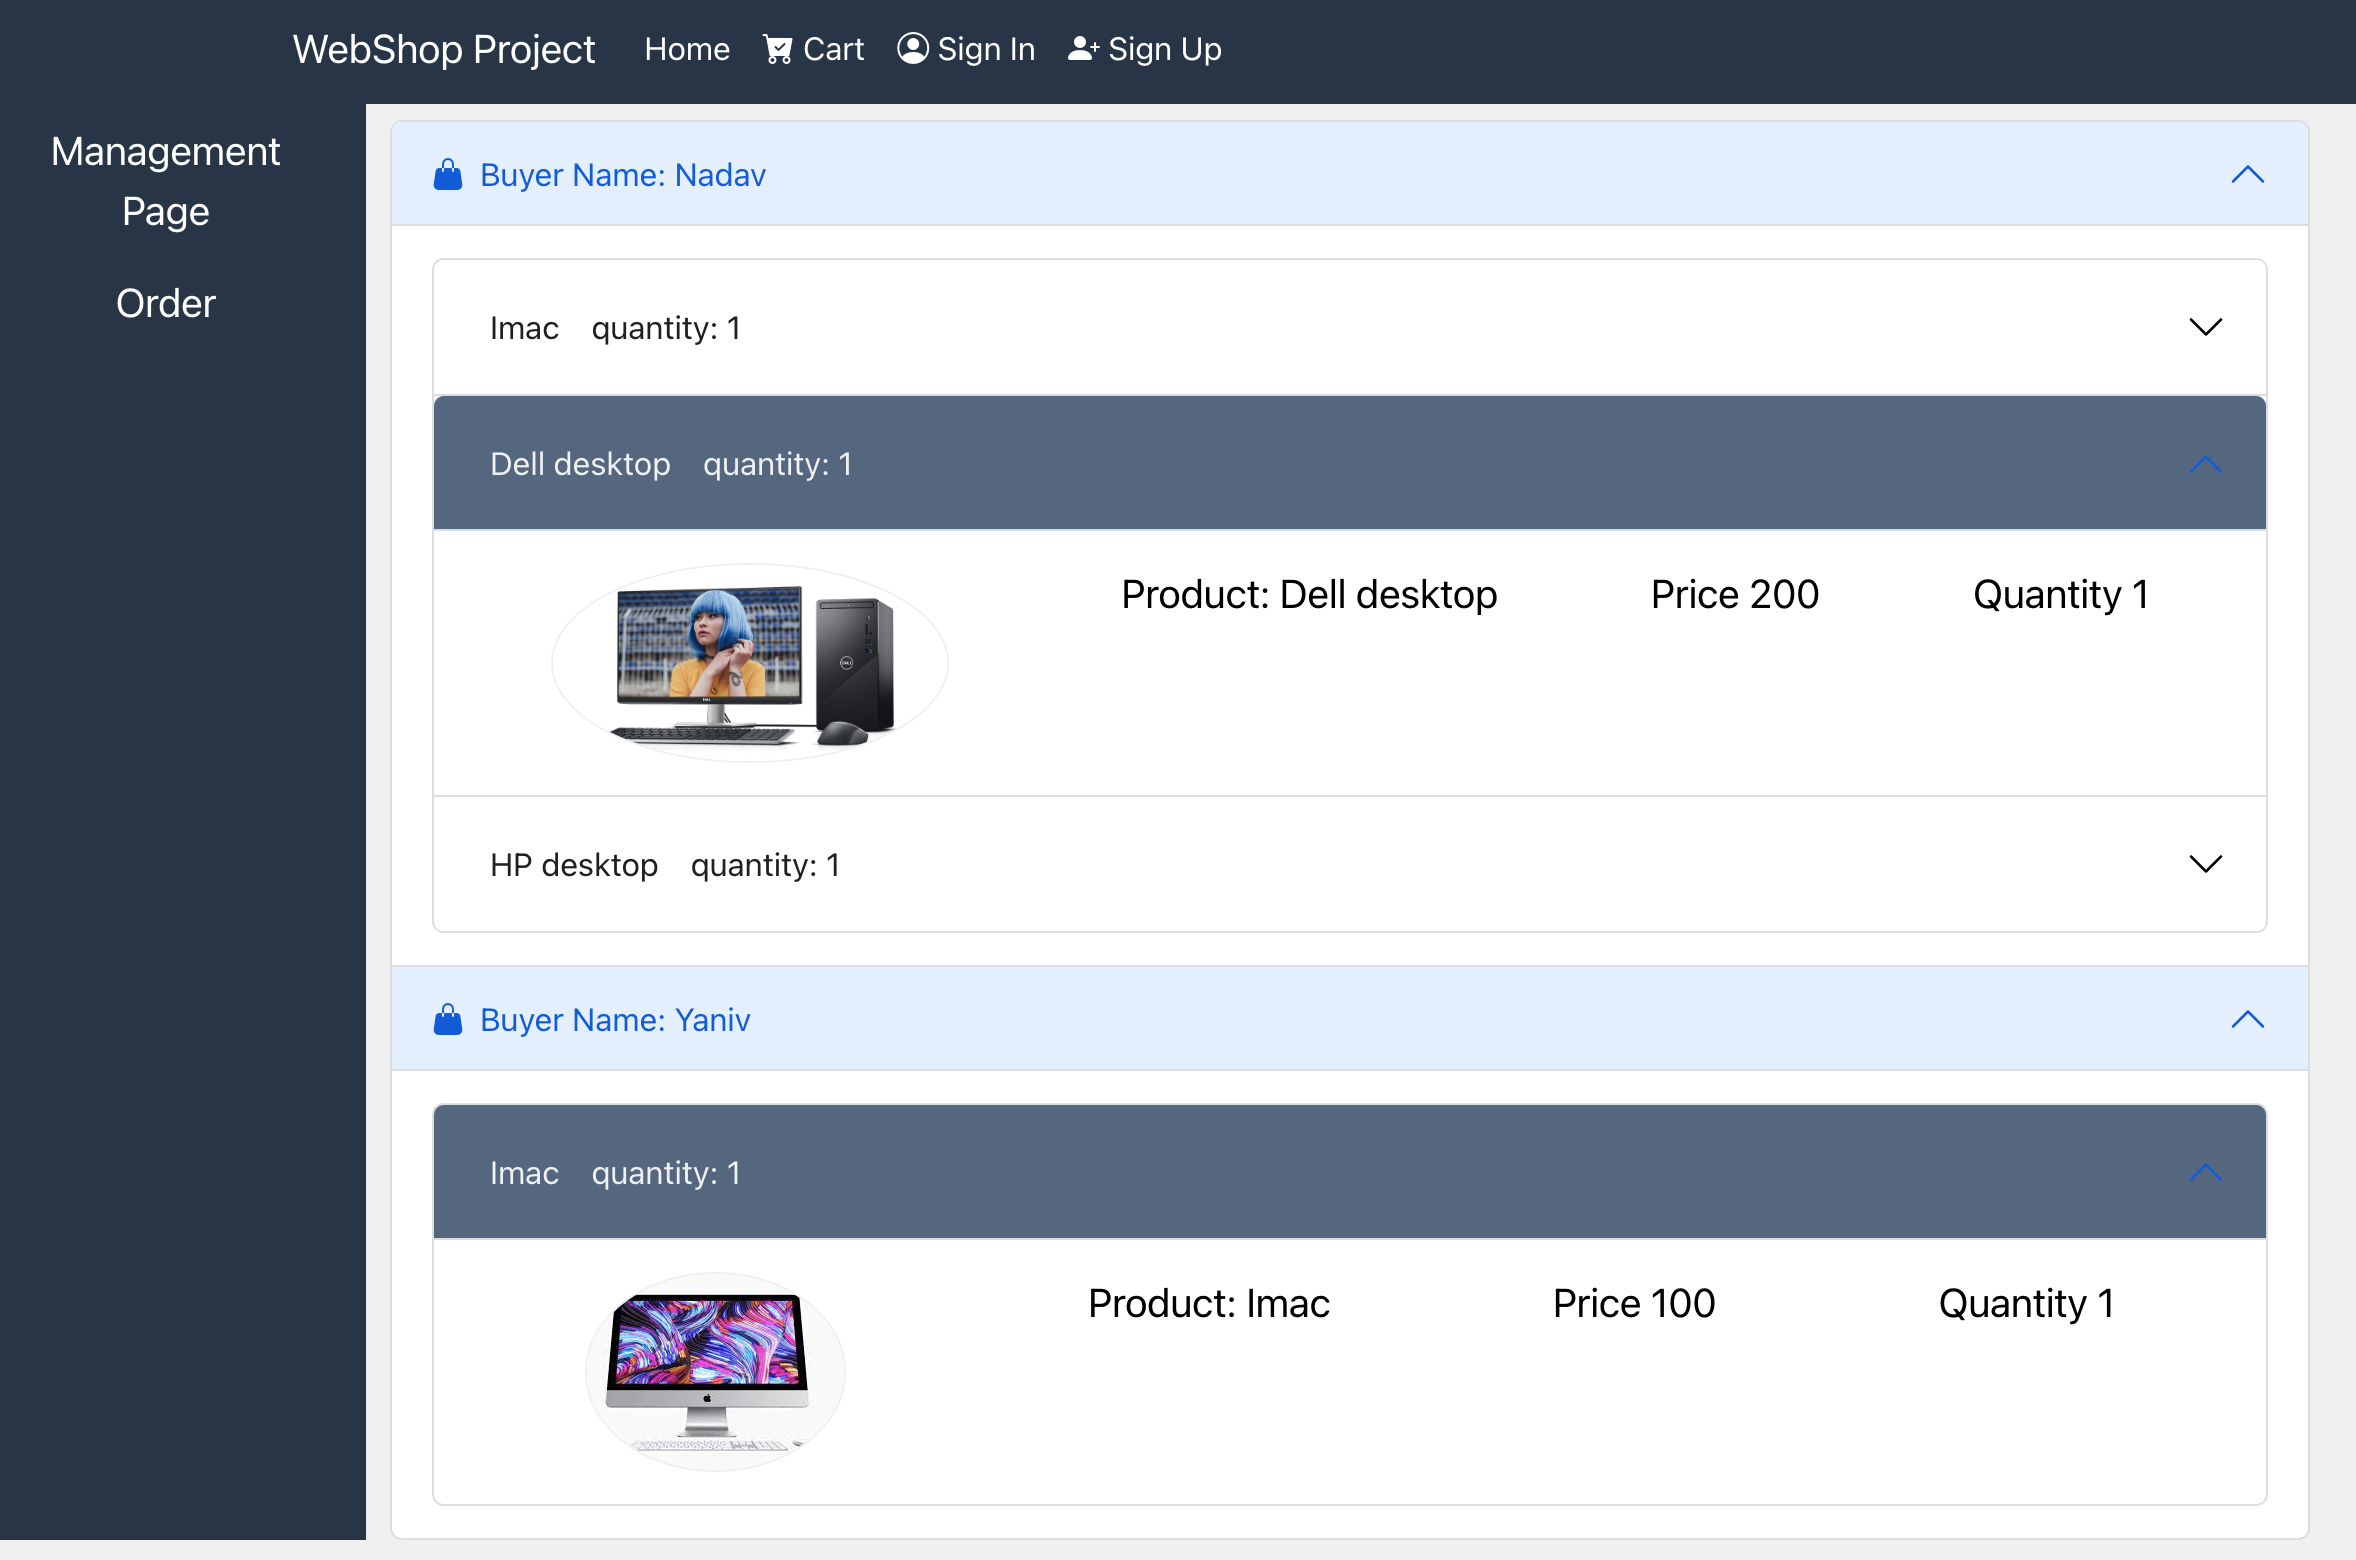 WebShop Project Home Cart Sign In Sign Up
Management
Page
Order
Buyer Name: Nadav
Imac quantity: 1
Dell desktop quantity: 1
Product: Dell desktop Price 200 Quantity 1
HP desktop quantity: 1
Buyer Name: Yaniv
Imac quantity: 1
Product: Imac Price 100 Quantity 1